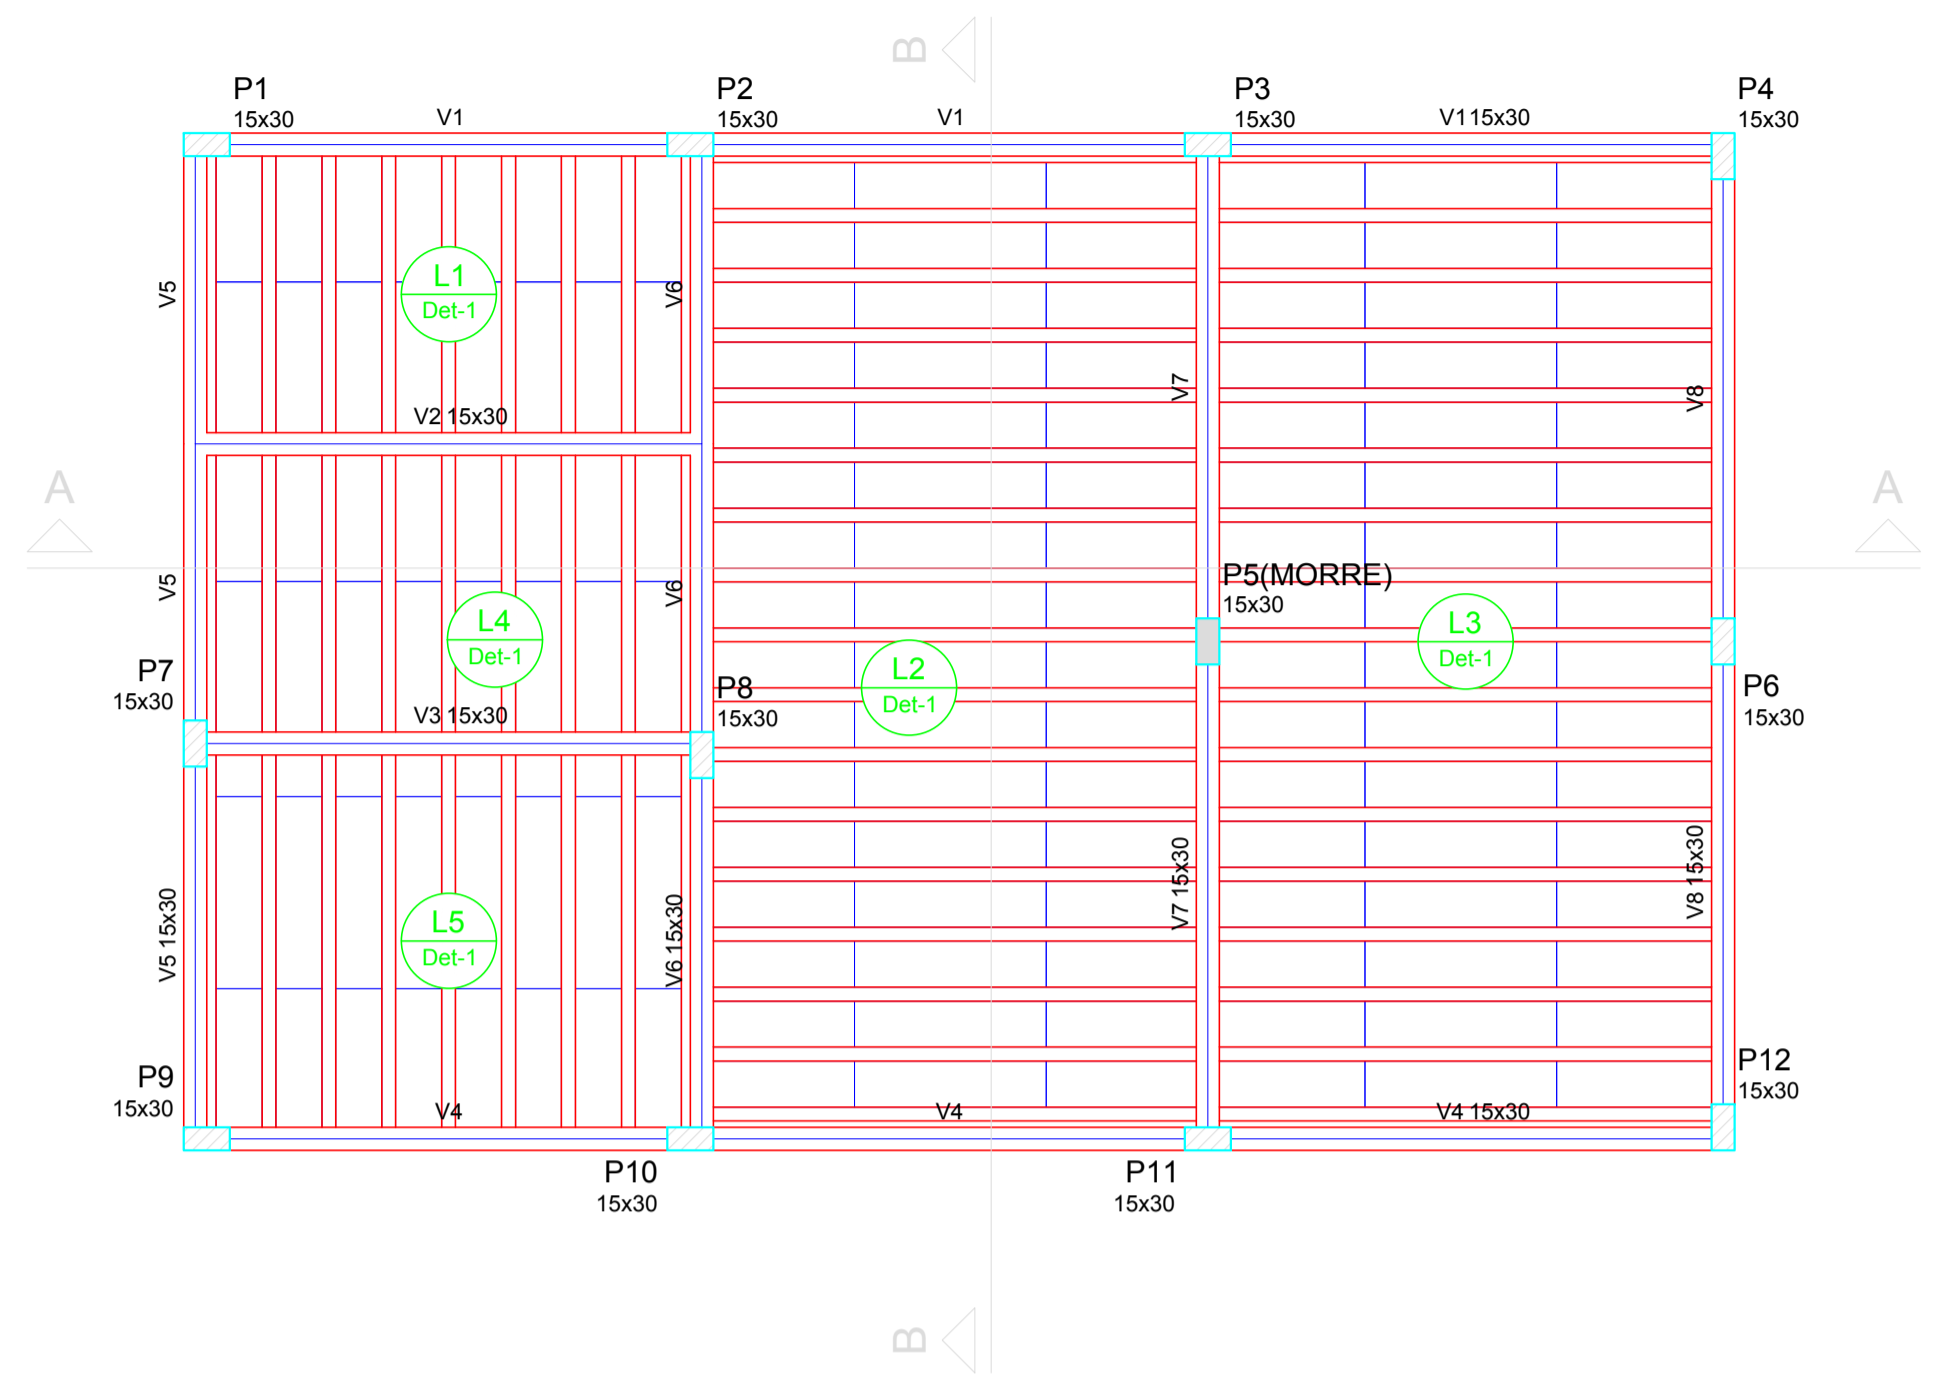 B
P1
15x30
V1
P2
15x30
V1
P3
15x30
V1 15x30
P4
15x30
V5
L1
Det-1
V6
V7
V8
V2 15x30
A
A
V5
V6
P5(MORRE)
15x30
L4
Det-1
L3
Det-1
P7
15x30
L2
Det-1
P8
15x30
P6
15x30
V3 15x30
V5 15x30
L5
Det-1
V6 15x30
V7 15x30
V8 15x30
P9
15x30
P12
15x30
V4
V4
V4 15x30
P10
15x30
P11
15x30
B